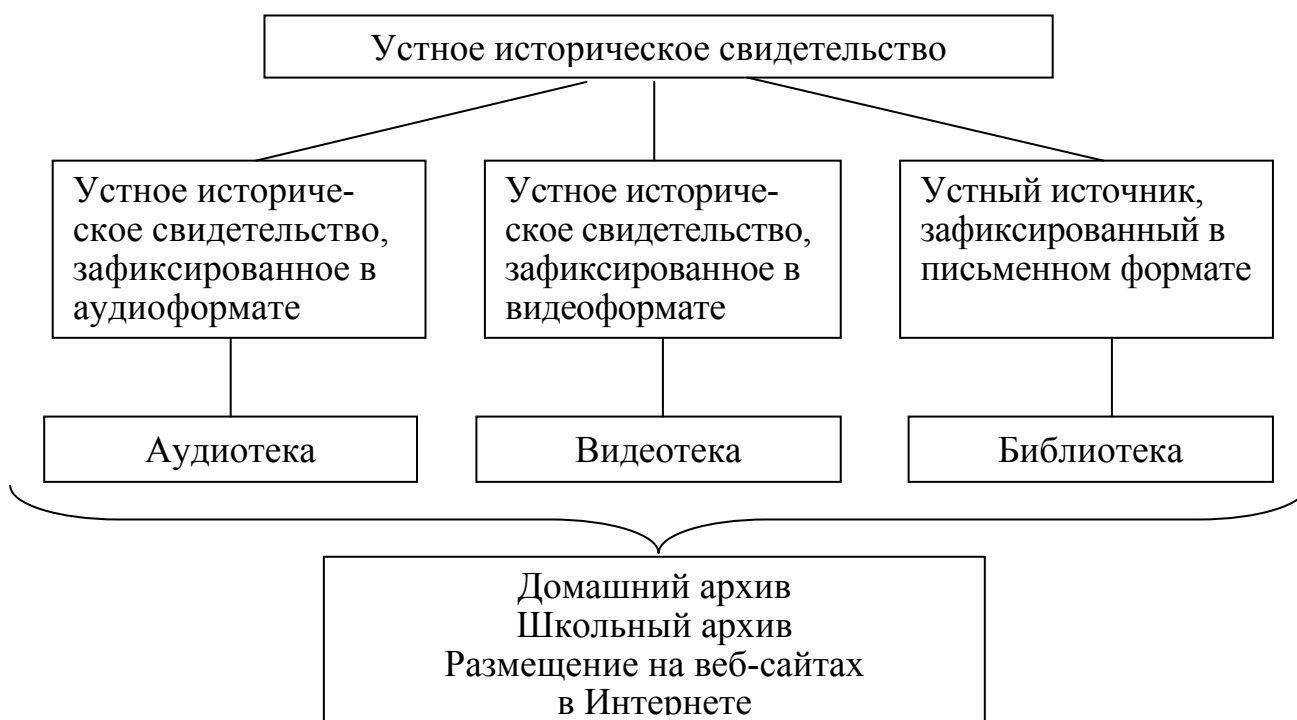 Устное историческое свидетельство
Устное историче-
ское свидетельство,
зафиксированное в
аудиоформате
Устное историче-
ское свидетельство,
зафиксированное в
видеоформате
Устный источник,
зафиксированный в
письменном формате
Аудиотека
Видеотека
Библиотека
Домашний архив
Школьный архив
Размещение на веб-сайтах
в Интернете